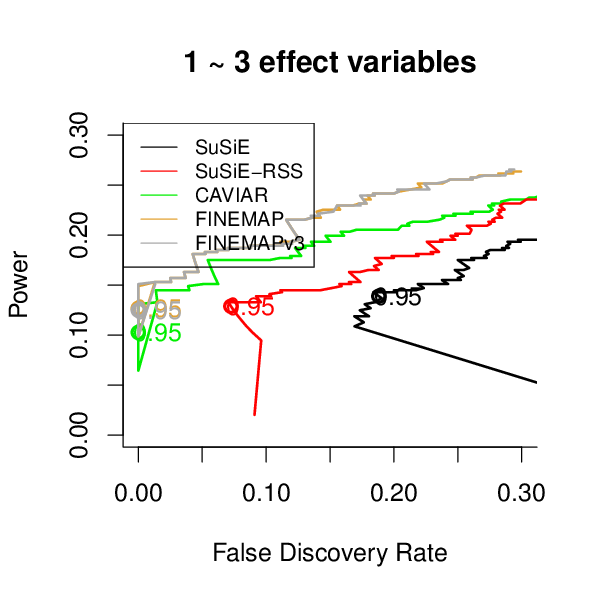 1 ~ 3 effect variables
Power
0.30
0.20
0.10
0.00
SuSiE
SuSiE−RSS
CAVIAR
FINEMAP
FINEMAPv3
0.95
0.95
0.95
0.95
0.95
0.00 0.10 0.20 0.30
False Discovery Rate